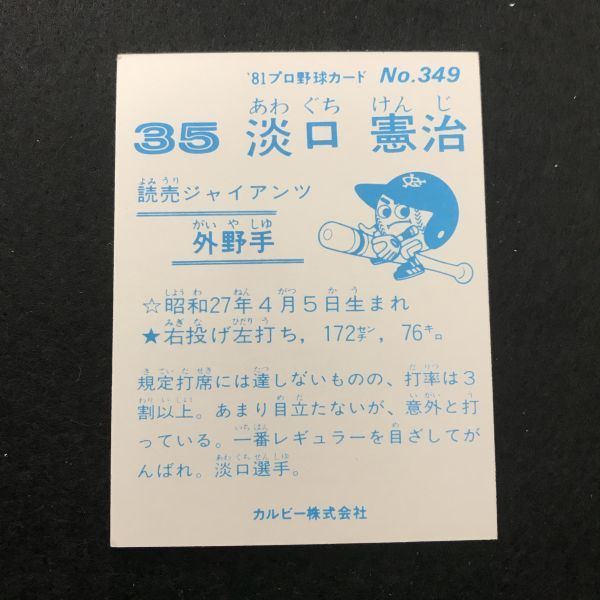 '81プロ野球カード No.349
あわ ぐち けん じ
35 淡口 憲治
よみ うり
読売ジャイアンツ
がい や しゆ
外野手
しよう わ ねん がつ か う
☆昭和27年4月5日生まれ
みぎ な ひだり う
★右投げ左打ち，172センチ，76キロ
き てい だ せき たつ だ りつ
規定打席には達しないものの、打率は3
わり い じよう め だ い がい う
割以上。あまり目立たないが、意外と打
いち ばん め
っている。一番レギュラーを目ざしてが
あわ ぐち せん しゆ
んばれ。淡口選手。
カルビー株式会社